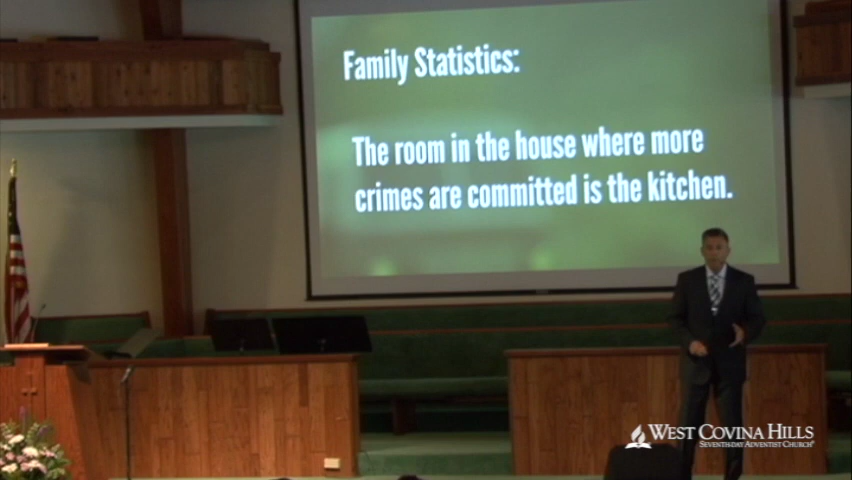 Family Statistics:
The room in the house where more
crimes are committed is the kitchen.
WEST COVINA HILLS
SEVENTH-DAY ADVENTIST CHURCH